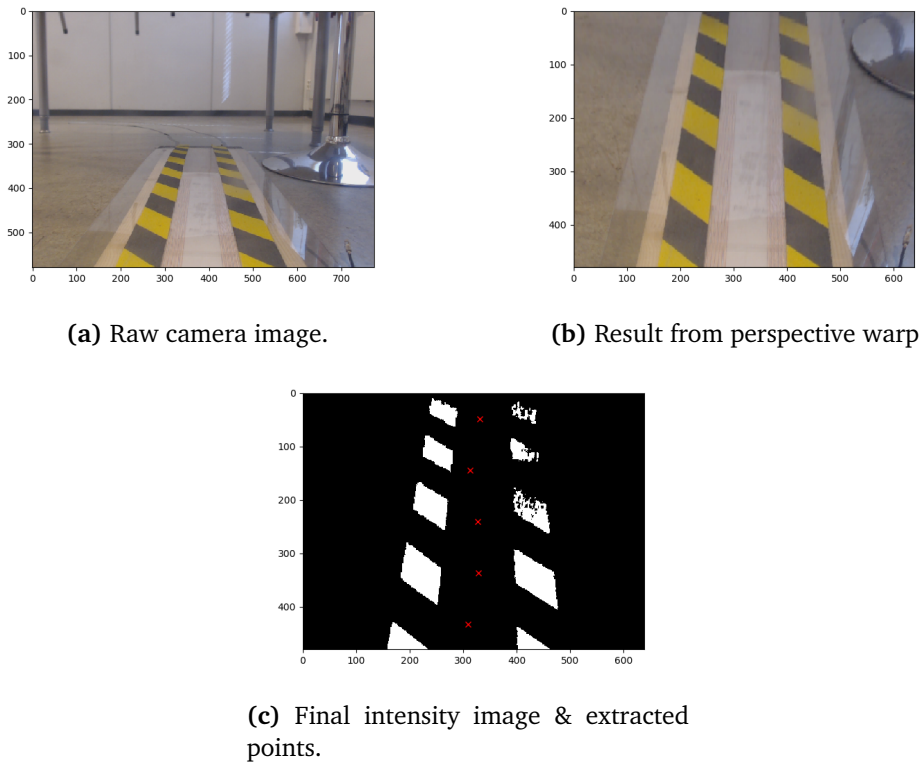 0
100
200
300
400
500
0 100 200 300 400 500 600 700
0
100
200
300
400
0 100 200 300 400 500 600
(a) Raw camera image.
(b) Result from perspective warp
0
100
200
300
400
0 100 200 300 400 500 600
(c) Final intensity image & extracted
points.